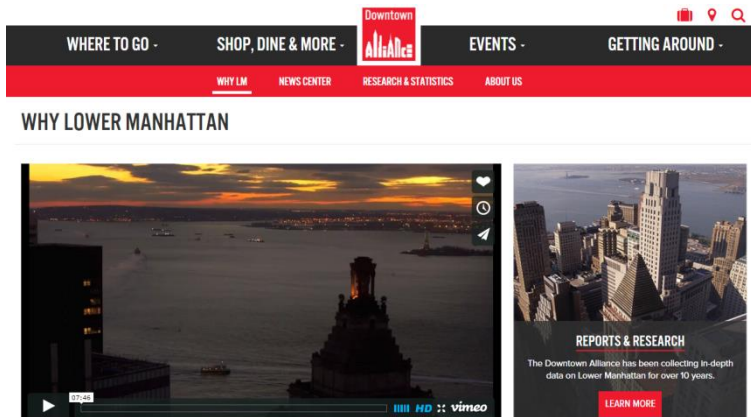 Downtown
AlliAncE
WHERE TO GO -
SHOP, DINE & MORE -
EVENTS -
GETTING AROUND -
WHY LM
NEWS CENTER
RESEARCH & STATISTICS
ABOUT US
WHY LOWER MANHATTAN
07:46
HD
vimeo
REPORTS & RESEARCH
The Downtown Alliance has been collecting in-depth
data on Lower Manhattan for over 10 years.
LEARN MORE